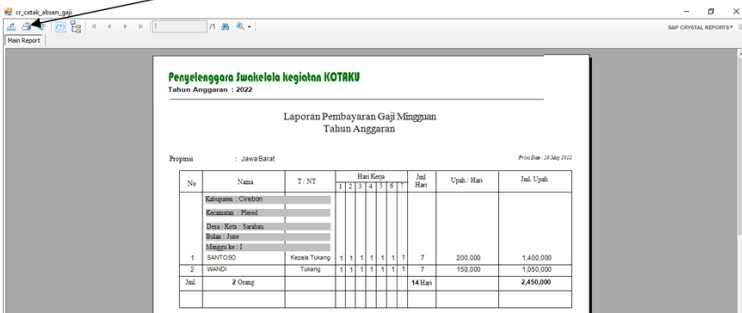 cr_cetak_absen_gaji
1 /1 SAP CRYSTAL REPORTS®
Main Report
Penyelenggara Swakelola kegiatan KOTAKU
Tahun Anggaran : 2022
Laporan Pembayaran Gaji Mingguan
Tahun Anggaran
Propinsi : Jawa Barat Print Date : 28 May 2022
No Nama T / NT Hari Kerja Jml Hari Upah / Hari Jml. Upah
1 2 3 4 5 6 7
Kabupaten : Cirebon
Kecamatan : Plered
Desa / Kota : Sarabau
Bulan : June
Minggu ke : I
1 SANTOSO Kepala Tukang 1 1 1 1 1 1 1 7 200,000 1,400,000
2 WANDI Tukang 1 1 1 1 1 1 1 7 150,000 1,050,000
Jml. 2 Orang 14 Hari 2,450,000